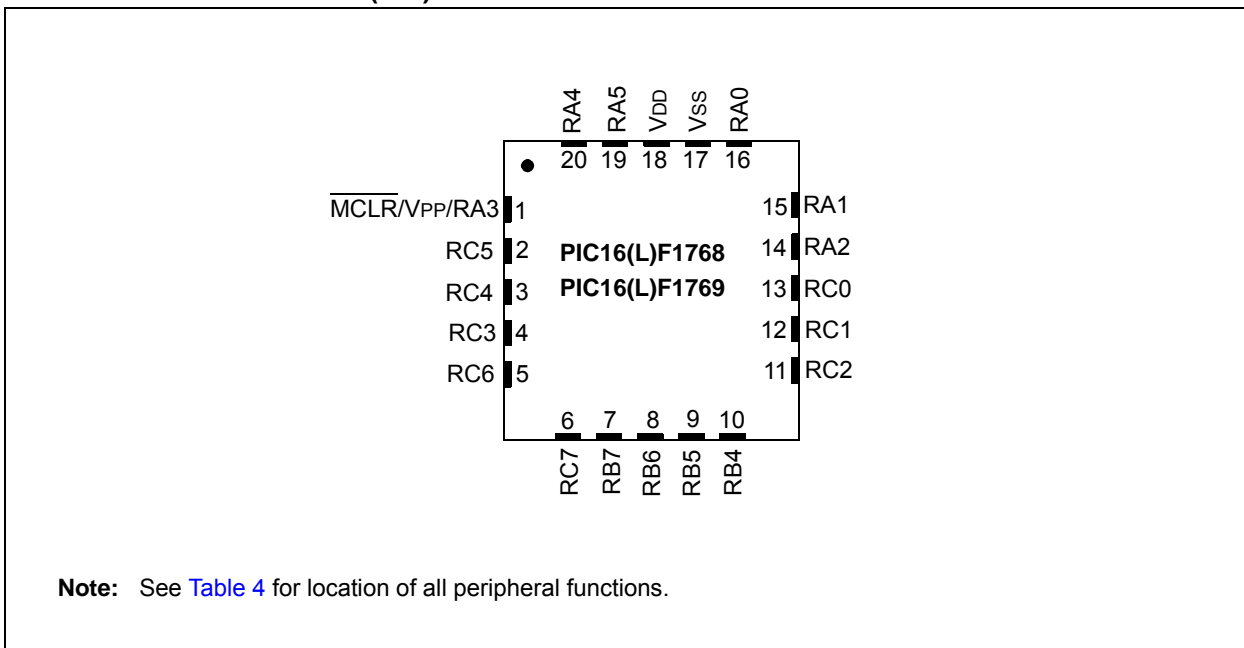 RA4
RA5
VDD
VSS
RA0
20 19 18 17 16
MCLR/VPP/RA3 1
RC5 2
RC4 3
RC3 4
RC6 5
PIC16(L)F1768
PIC16(L)F1769
15 RA1
14 RA2
13 RC0
12 RC1
11 RC2
6 7 8 9 10
RC7
RB7
RB6
RB5
RB4
Note: See Table 4 for location of all peripheral functions.